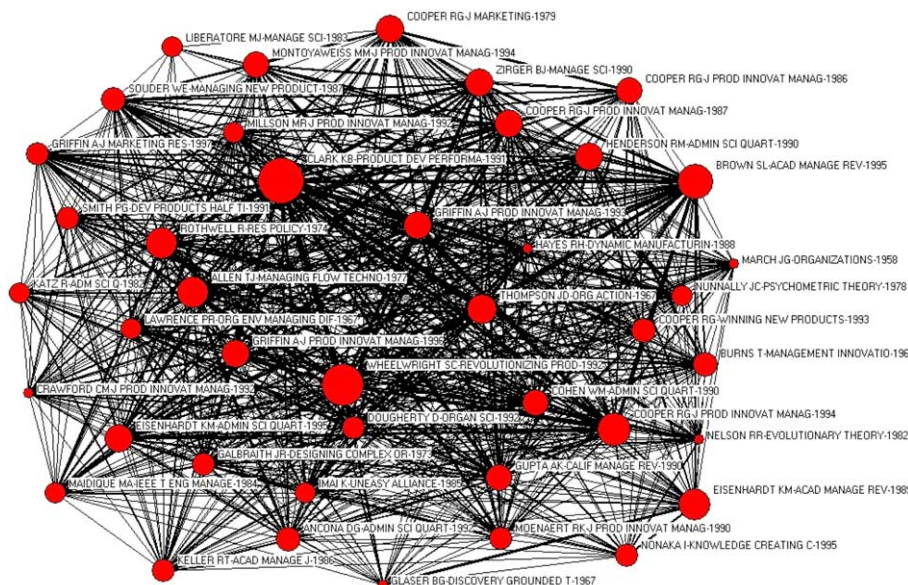 COOPER RG-J MARKETING-1979
LIBERATORE MJ-MANAGE SCI-1983
MONTOYAWEISS MM-J PROD INNOVAT MANAG-1994
ZIRGER BJ-MANAGE SCI-1990
COOPER RG-J PROD INNOVAT MANAG-1986
SOUDER WE-MANAGING NEW PRODUCT-1987
COOPER RG-J PROD INNOVAT MANAG-1987
MILLSON MR-J PROD INNOVAT MANAG-1992
HENDERSON RM-ADMIN SCI QUART-1990
GRIFFIN A-J MARKETING RES-1997
CLARK KB-PRODUCT DEV PERFORMA-1991
BROWN SL-ACAD MANAGE REV-1995
SMITH PG-DEV PRODUCTS HALF TI-1991
GRIFFIN A-J PROD INNOVAT MANAG-1993
ROTHWELL R-RES POLICY-1974
HAYES RH-DYNAMIC MANUFACTURIN-1988
MARCH JG-ORGANIZATIONS-1958
KATZ R-ADM SCI Q-1982
ALLEN TJ-MANAGING FLOW TECHNO-1977
THOMPSON JD-ORG ACTION-1967
NUNNALLY JC-PSYCHOMETRIC THEORY-1978
LAWRENCE PR-ORG ENV MANAGING DIF-1967
COOPER RG-WINNING NEW PRODUCTS-1993
GRIFFIN A-J PROD INNOVAT MANAG-1996
BURNS T-MANAGEMENT INNOVATIO-196
WHEELWRIGHT SC-REVOLUTIONIZING PROD-1992
CRAWFORD CM-J PROD INNOVAT MANAG-1992
COHEN WM-ADMIN SCI QUART-1990
DOUGHERTY D-ORGAN SCI-1992
COOPER RG-J PROD INNOVAT MANAG-1994
EISENHARDT KM-ADMIN SCI QUART-1995
NELSON RR-EVOLUTIONARY THEORY-1982
GALBRAITH JR-DESIGNING COMPLEX OR-1973
GUPTA AK-CALIF MANAGE REV-1990
MAIDIQUE MA-IEEE T ENG MANAGE-1984
IMAI K-UNEASY ALLIANCE-1985
EISENHARDT KM-ACAD MANAGE REV-1989
ANCONA DG-ADMIN SCI QUART-1992
MOENAERT RK-J PROD INNOVAT MANAG-1990
KELLER RT-ACAD MANAGE J-1986
NONAKA I-KNOWLEDGE CREATING C-1995
GLASER BG-DISCOVERY GROUNDED T-1967